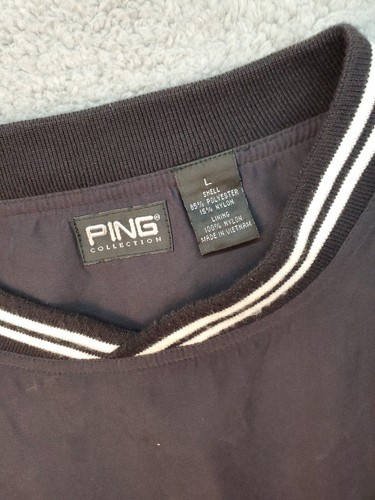 PING®
COLLECTION
L
SHELL
85% POLYESTER
15% NYLON
LINING
100% NYLON
MADE IN VIETNAM